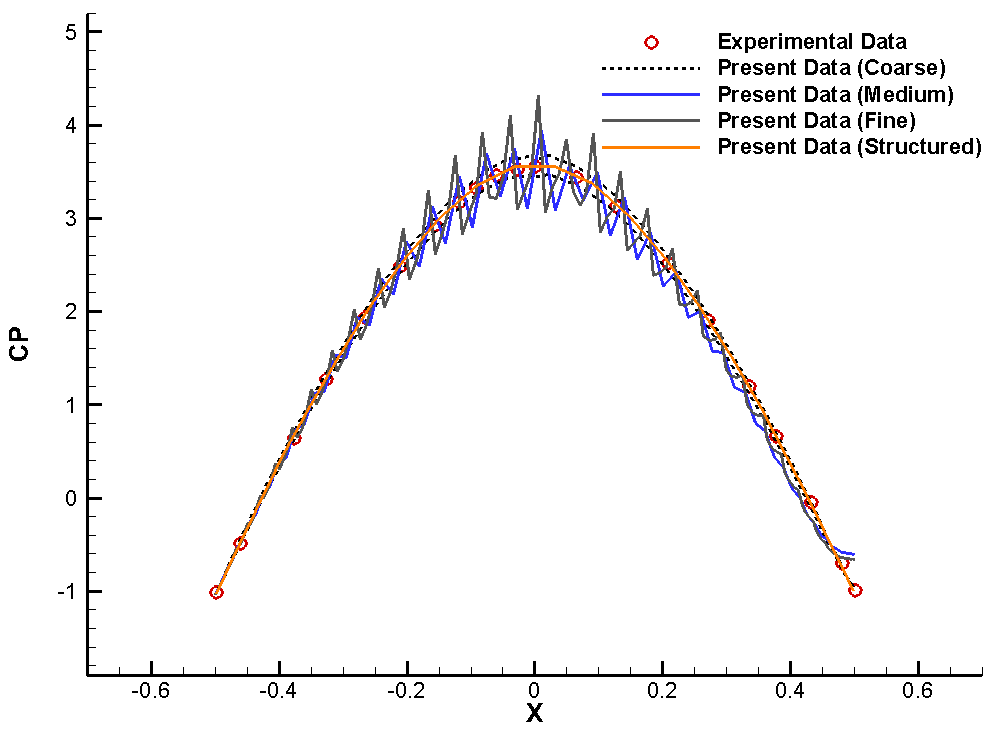 5
4
3
2
1
0
-1
CP
-0.6 -0.4 -0.2 0 0.2 0.4 0.6
X
Experimental Data
Present Data (Coarse)
Present Data (Medium)
Present Data (Fine)
Present Data (Structured)